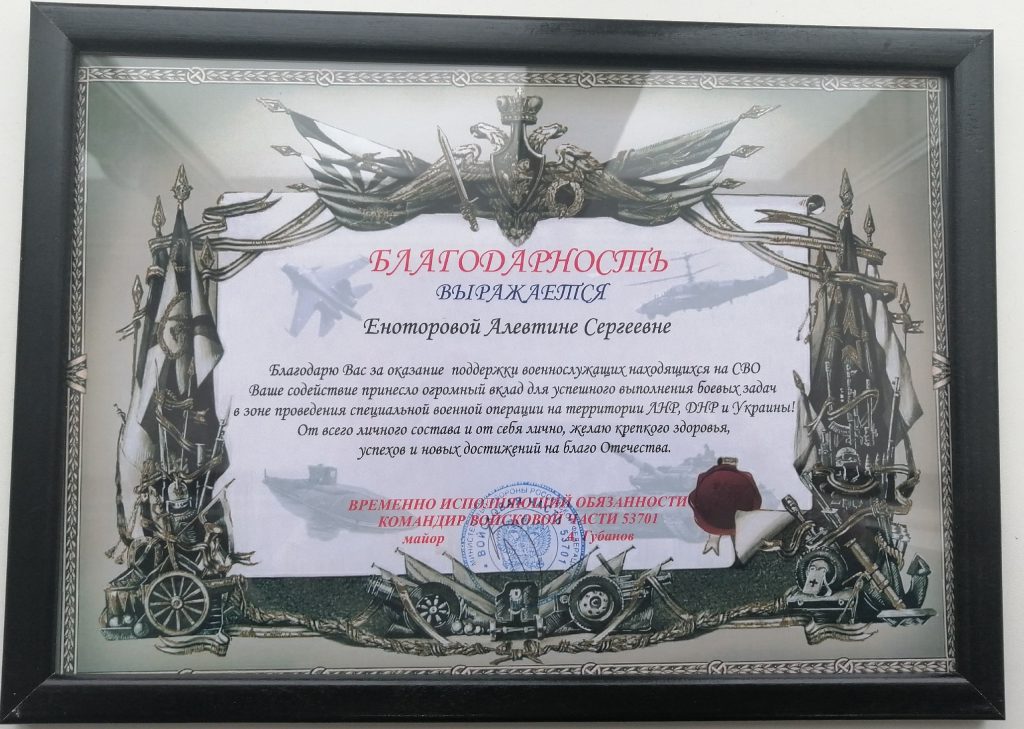 БЛАГОДАРНОСТЬ
ВЫРАЖАЕТСЯ
Еноторовой Алевтине Сергеевне
Благодарю Вас за оказание поддержки военнослужащих находящихся на СВО
Ваше содействие принесло огромный вклад для успешного выполнения боевых задач
в зоне проведения специальной военной операции на территории ЛНР, ДНР и Украины!
От всего личного состава и от себя лично, желаю крепкого здоровья,
успехов и новых достижений на благо Отечества.
ВРЕМЕННО ИСПОЛНЯЮЩИЙ ОБЯЗАННОСТИ
КОМАНДИР ВОЙСКОВОЙ ЧАСТИ 53701
майор А. Губанов
53701